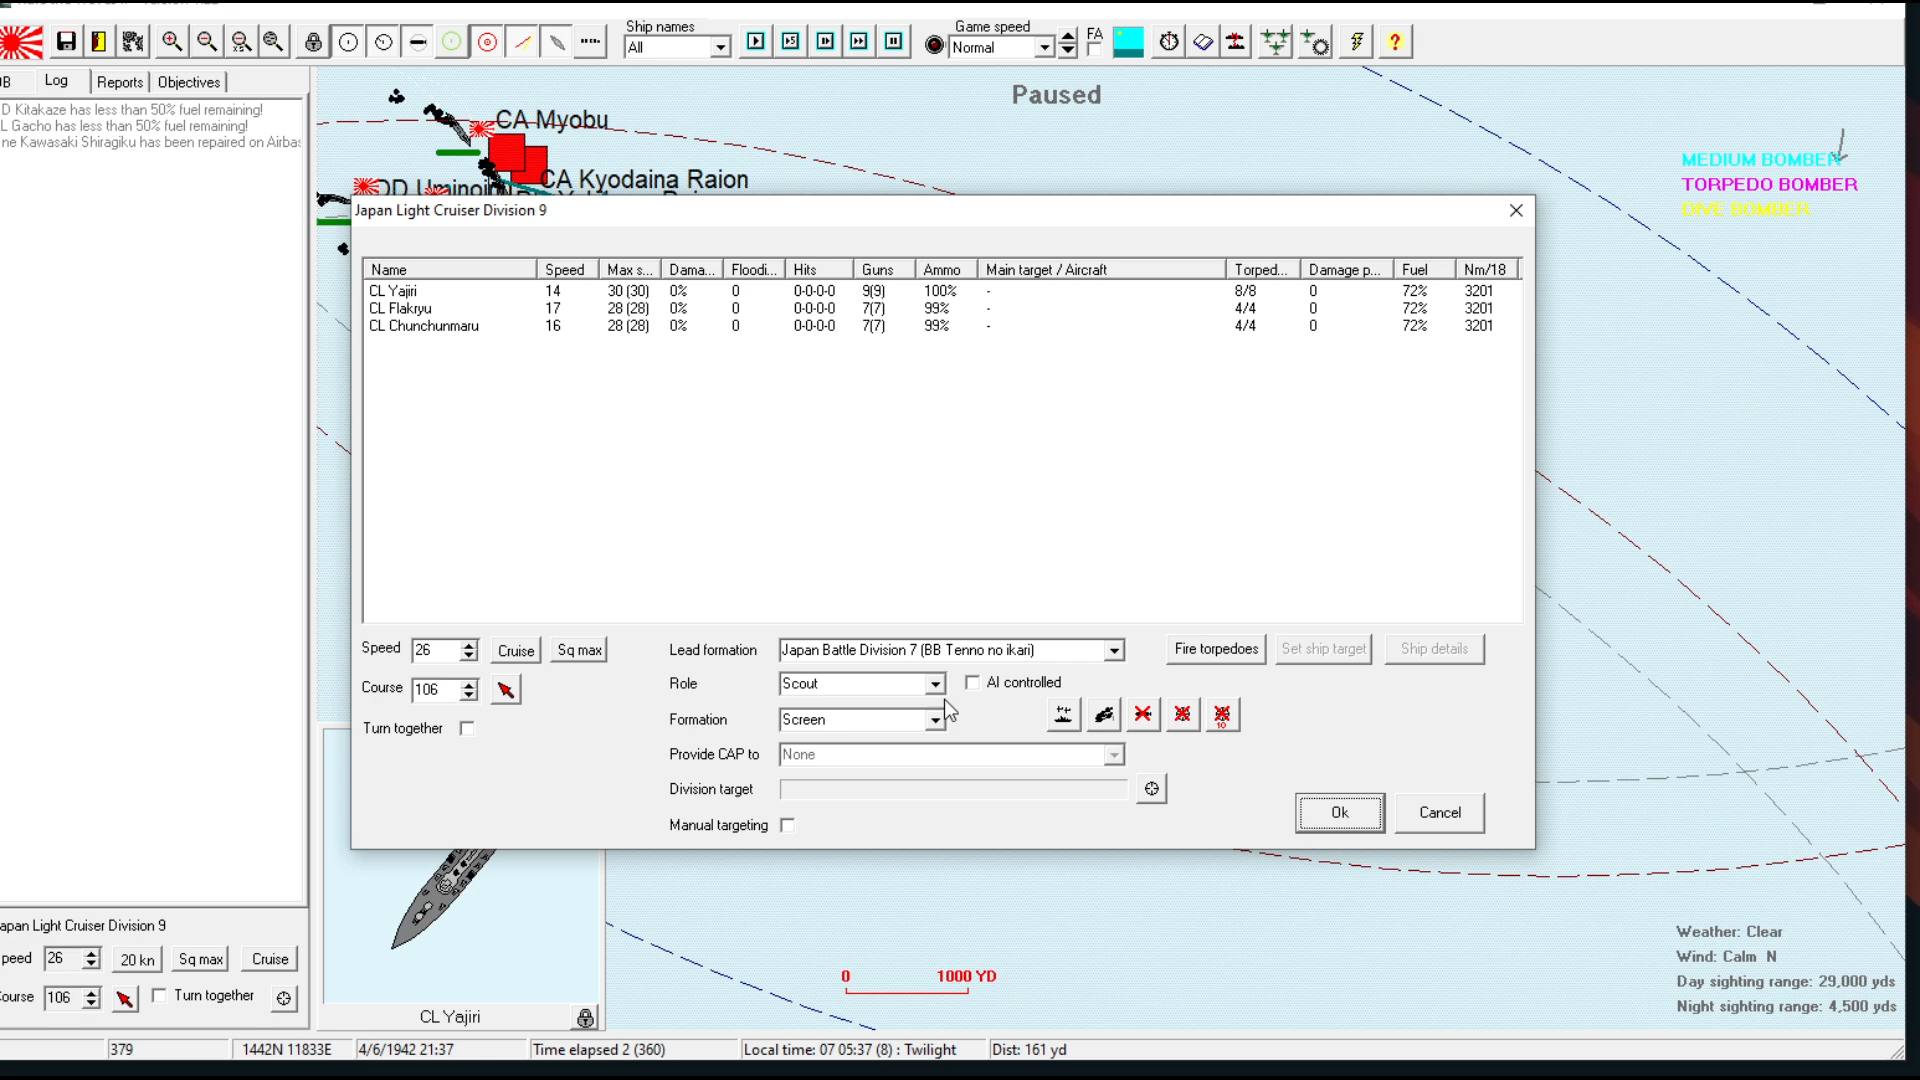 Ship names
All
Game speed
Normal
FA
Log
Reports
Objectives
D Kitakaze has less than 50% fuel remaining!
L Gacho has less than 50% fuel remaining!
ne Kawasaki Shiragiku has been repaired on Airbas
Paused
CA Myobu
CA Kyodaina Raion
MEDIUM BOMBER
TORPEDO BOMBER
DIVE BOMBER
Japan Light Cruiser Division 9
Name Speed Max s... Dama... Floodi... Hits Guns Ammo Main target / Aircraft Torped... Damage p... Fuel Nm/18
CL Yajiri 14 30 (30) 0% 0 0-0-0-0 9(9) 100% - 8/8 0 72% 3201
CL Flakryu 17 28 (28) 0% 0 0-0-0-0 7(7) 99% - 4/4 0 72% 3201
CL Chunchunmaru 16 28 (28) 0% 0 0-0-0-0 7(7) 99% - 4/4 0 72% 3201
Speed 26 Cruise Sq max
Course 106
Turn together
Lead formation Japan Battle Division 7 (BB Tenno no ikari)
Role Scout AI controlled
Formation Screen
Provide CAP to None
Division target
Manual targeting
Fire torpedoes Set ship target Ship details
10
Ok Cancel
apan Light Cruiser Division 9
peed 26 20 kn Sq max Cruise
ourse 106 Turn together
CL Yajiri
0 1000 YD
Weather: Clear
Wind: Calm N
Day sighting range: 29,000 yds
Night sighting range: 4,500 yds
379 1442N 11833E 4/6/1942 21:37 Time elapsed 2 (360) Local time: 07 05:37 (8) : Twilight Dist: 161 yd